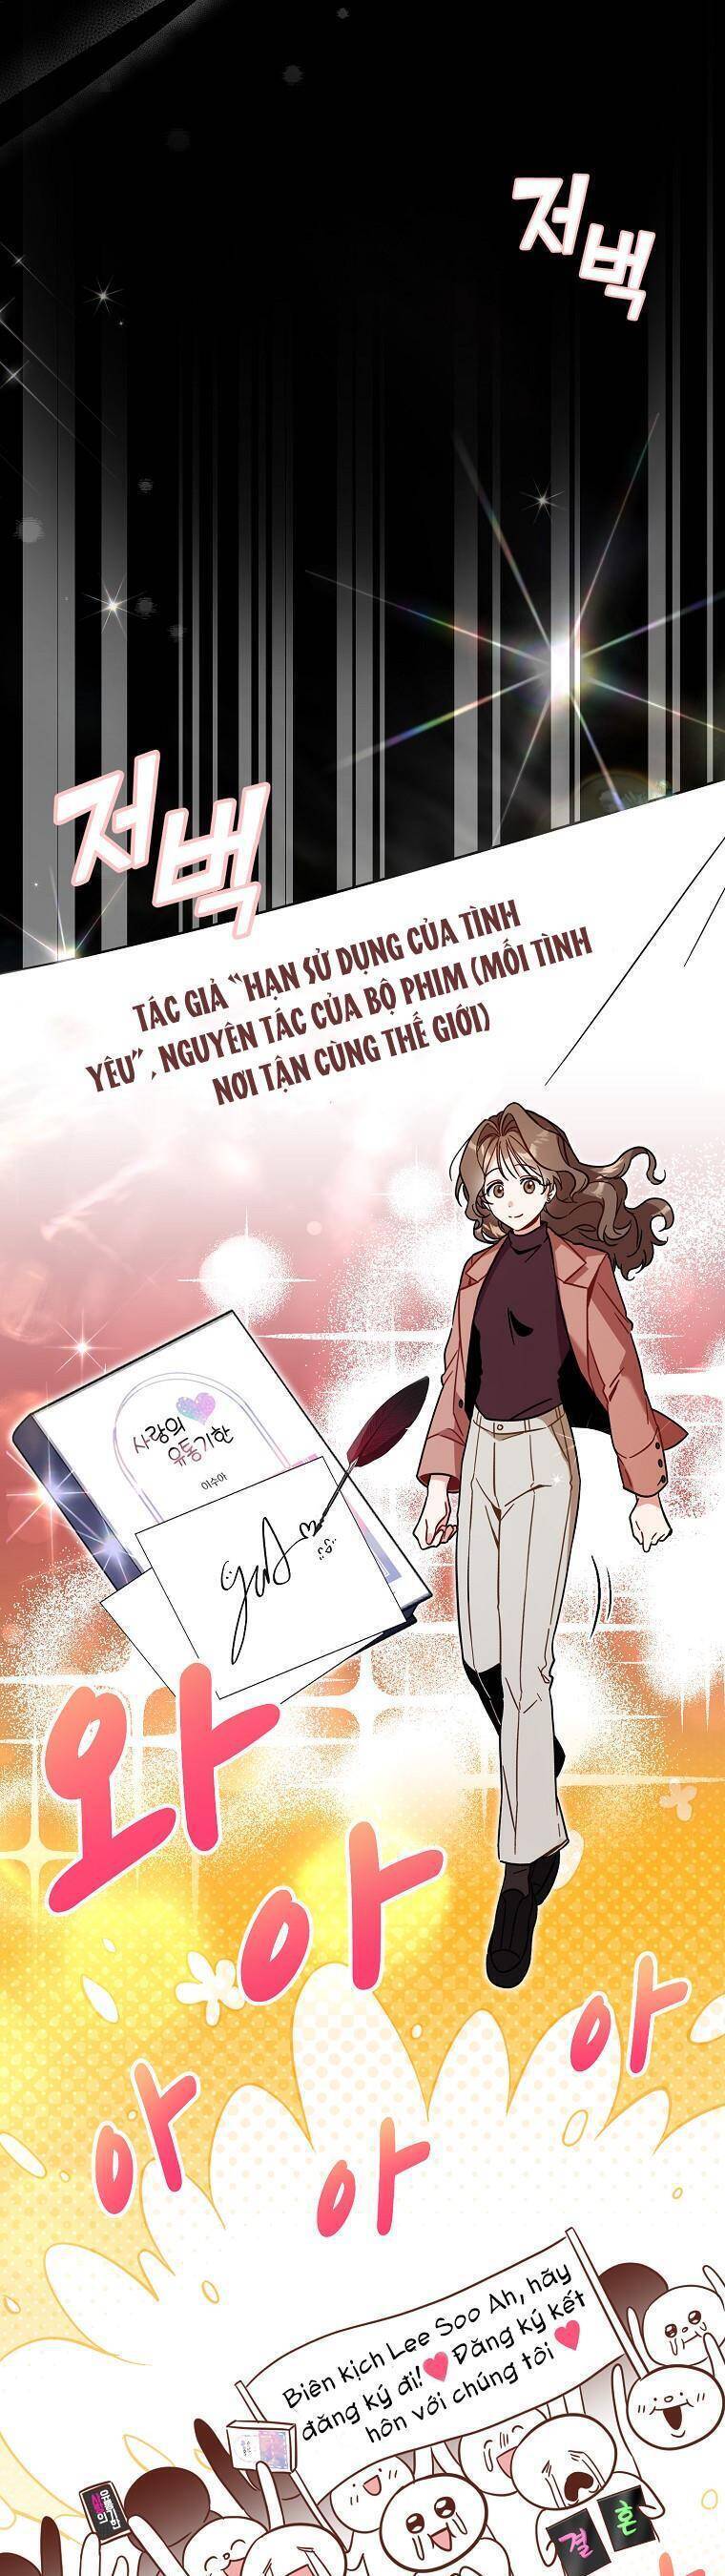 저벅
저벅
TÁC GIẢ "HẠN SỬ DỤNG CỦA TÌNH
YÊU", NGUYÊN TÁC CỦA BỘ PHIM (MỐI TÌNH
NƠI TẬN CÙNG THẾ GIỚI)
사랑의
유통기한
이수아
와
아
아
아
아
Biên kịch Lee Soo Ah, hãy
đăng ký đi!♥ Đăng ký kết
hôn với chúng tôi ♥
결 혼